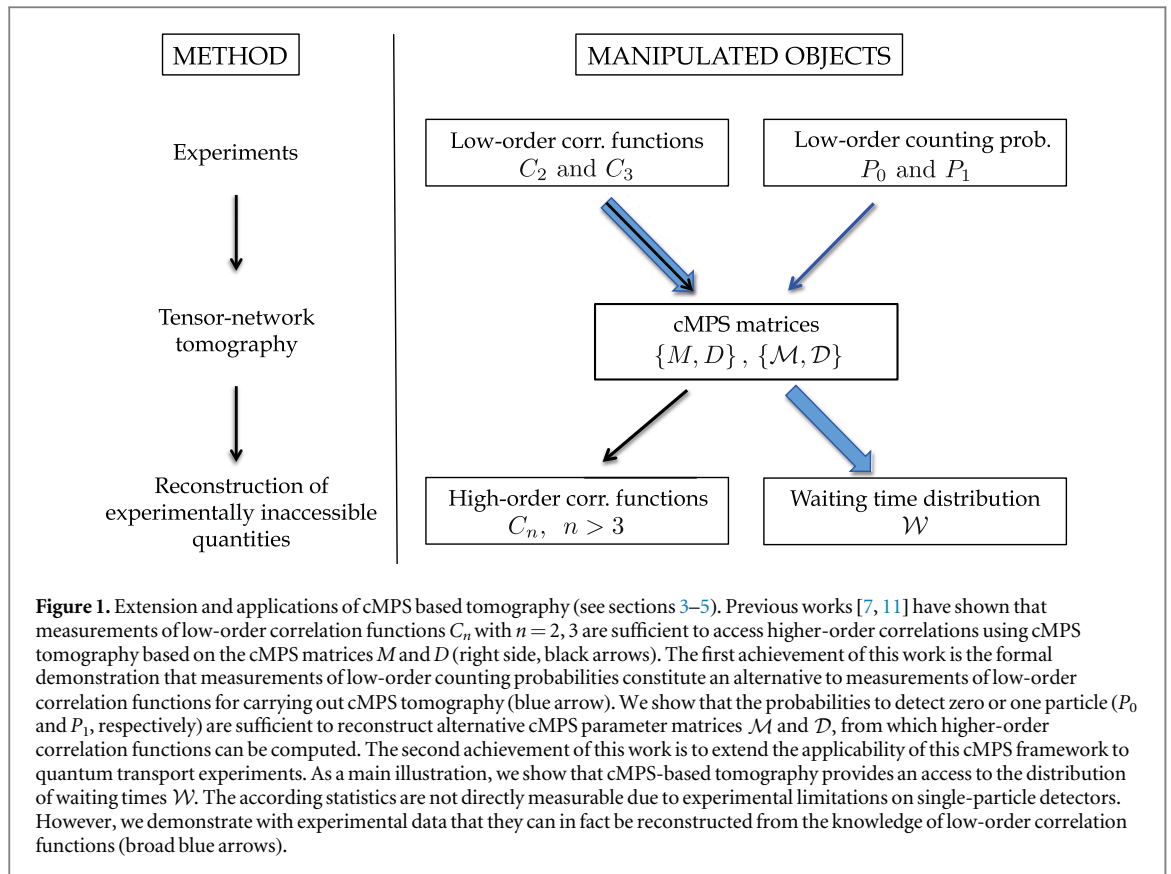 METHOD
MANIPULATED OBJECTS
Experiments
Low-order corr. functions
C₂ and C₃
Low-order counting prob.
P₀ and P₁
Tensor-network
tomography
cMPS matrices
{M, D} , {ℳ, 𝒟}
Reconstruction of
experimentally inaccessible
quantities
High-order corr. functions
Cₙ, n > 3
Waiting time distribution
𝒲
Figure 1. Extension and applications of cMPS based tomography (see sections 3–5). Previous works [7, 11] have shown that
measurements of low-order correlation functions Cₙ with n = 2, 3 are sufficient to access higher-order correlations using cMPS
tomography based on the cMPS matrices M and D (right side, black arrows). The first achievement of this work is the formal
demonstration that measurements of low-order counting probabilities constitute an alternative to measurements of low-order
correlation functions for carrying out cMPS tomography (blue arrow). We show that the probabilities to detect zero or one particle (P₀
and P₁, respectively) are sufficient to reconstruct alternative cMPS parameter matrices ℳ and 𝒟, from which higher-order
correlation functions can be computed. The second achievement of this work is to extend the applicability of this cMPS framework to
quantum transport experiments. As a main illustration, we show that cMPS-based tomography provides an access to the distribution
of waiting times 𝒲. The according statistics are not directly measurable due to experimental limitations on single-particle detectors.
However, we demonstrate with experimental data that they can in fact be reconstructed from the knowledge of low-order correlation
functions (broad blue arrows).